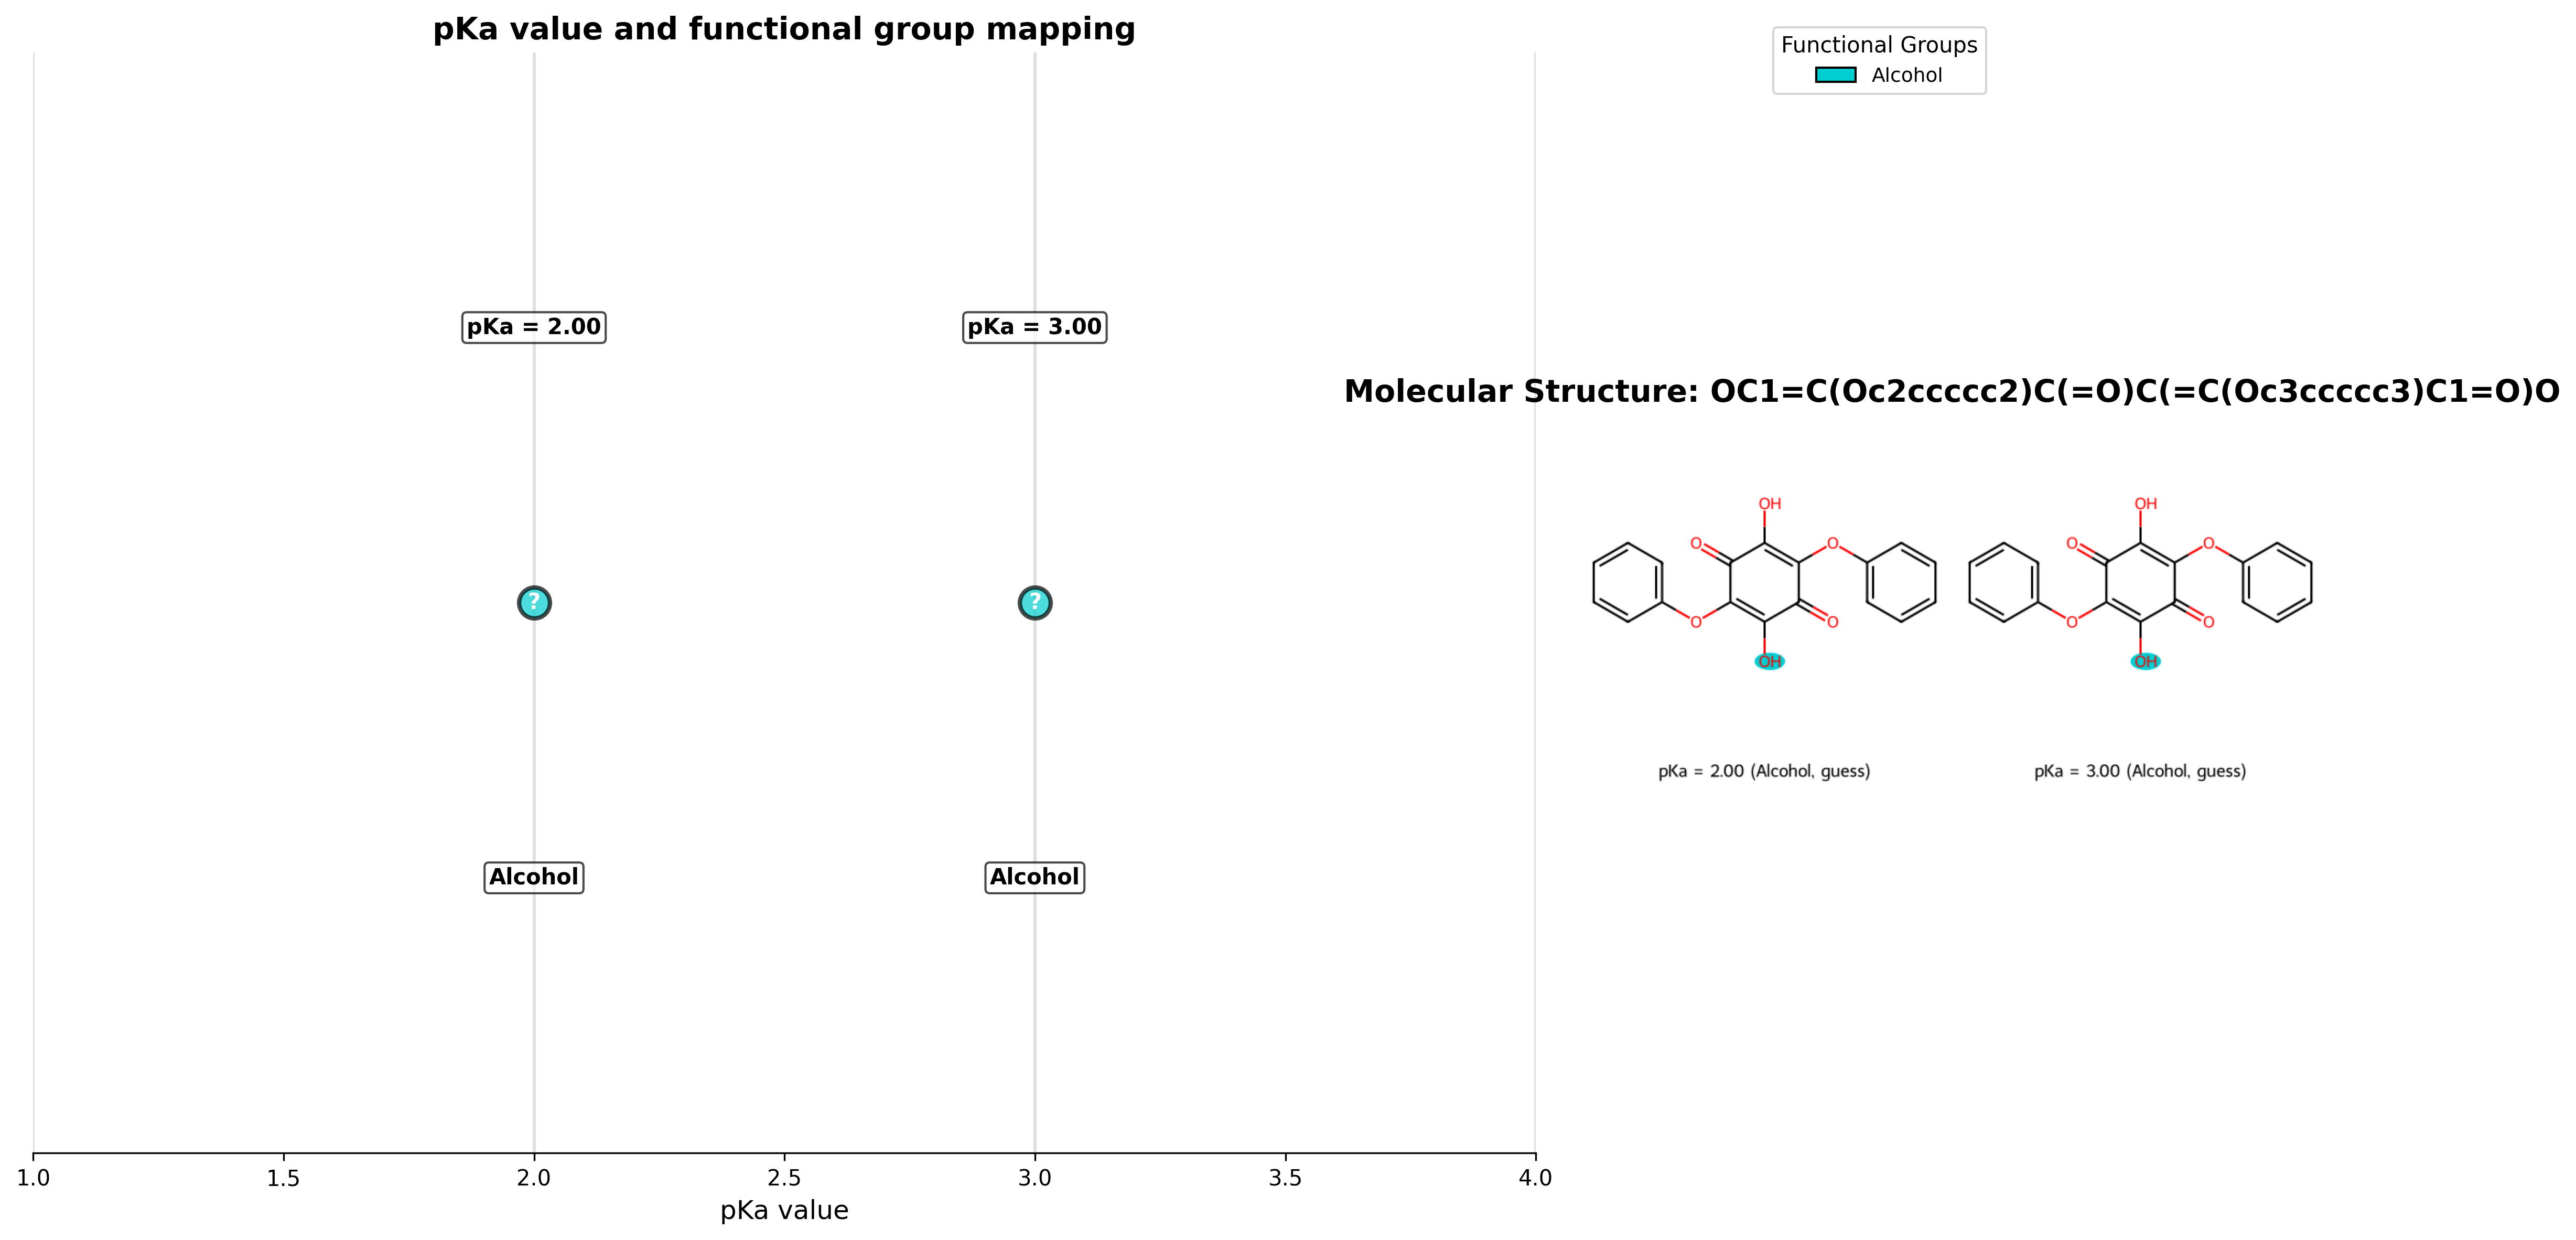 pKa value and functional group mapping
pKa = 2.00
pKa = 3.00
?
?
Alcohol
Alcohol
1.0
1.5
2.0
2.5
3.0
3.5
4.0
pKa value
Functional Groups
Alcohol
Molecular Structure: OC1=C(Oc2ccccc2)C(=O)C(=C(Oc3ccccc3)C1=O)O
OH
O
O
O
O
OH
pKa = 2.00 (Alcohol, guess)
OH
O
O
O
O
OH
pKa = 3.00 (Alcohol, guess)